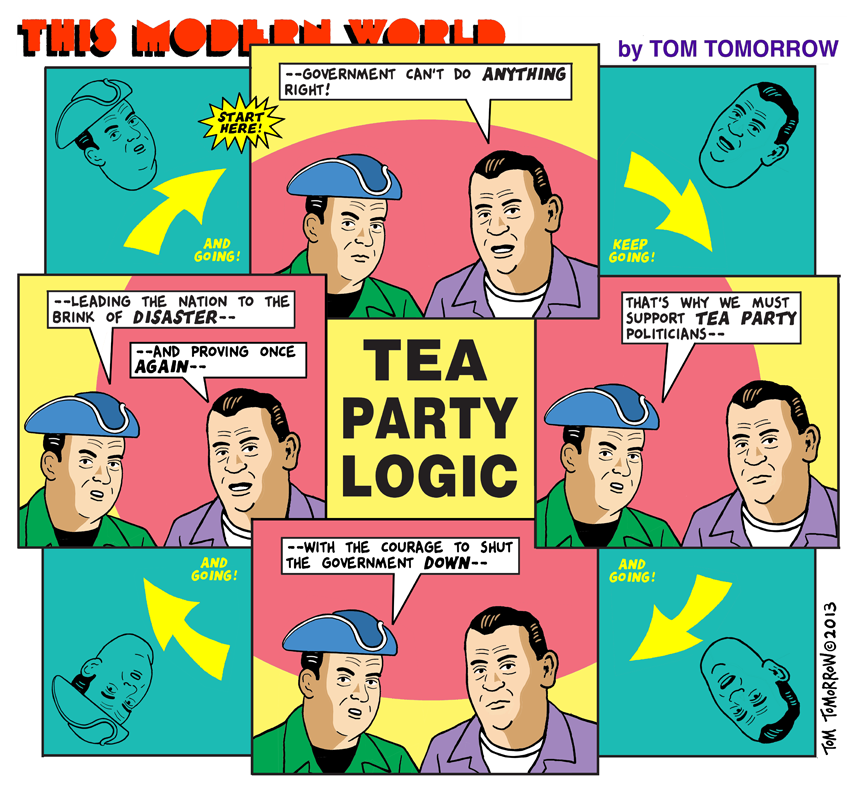 THIS MODERN WORLD
by TOM TOMORROW
START
HERE!
--GOVERNMENT CAN'T DO ANYTHING
RIGHT!
KEEP
GOING!
THAT'S WHY WE MUST
SUPPORT TEA PARTY
POLITICIANS--
AND
GOING!
--WITH THE COURAGE TO SHUT
THE GOVERNMENT DOWN--
AND
GOING!
--LEADING THE NATION TO THE
BRINK OF DISASTER--
--AND PROVING ONCE
AGAIN--
AND
GOING!
TEA
PARTY
LOGIC
TOM TOMORROW©2013